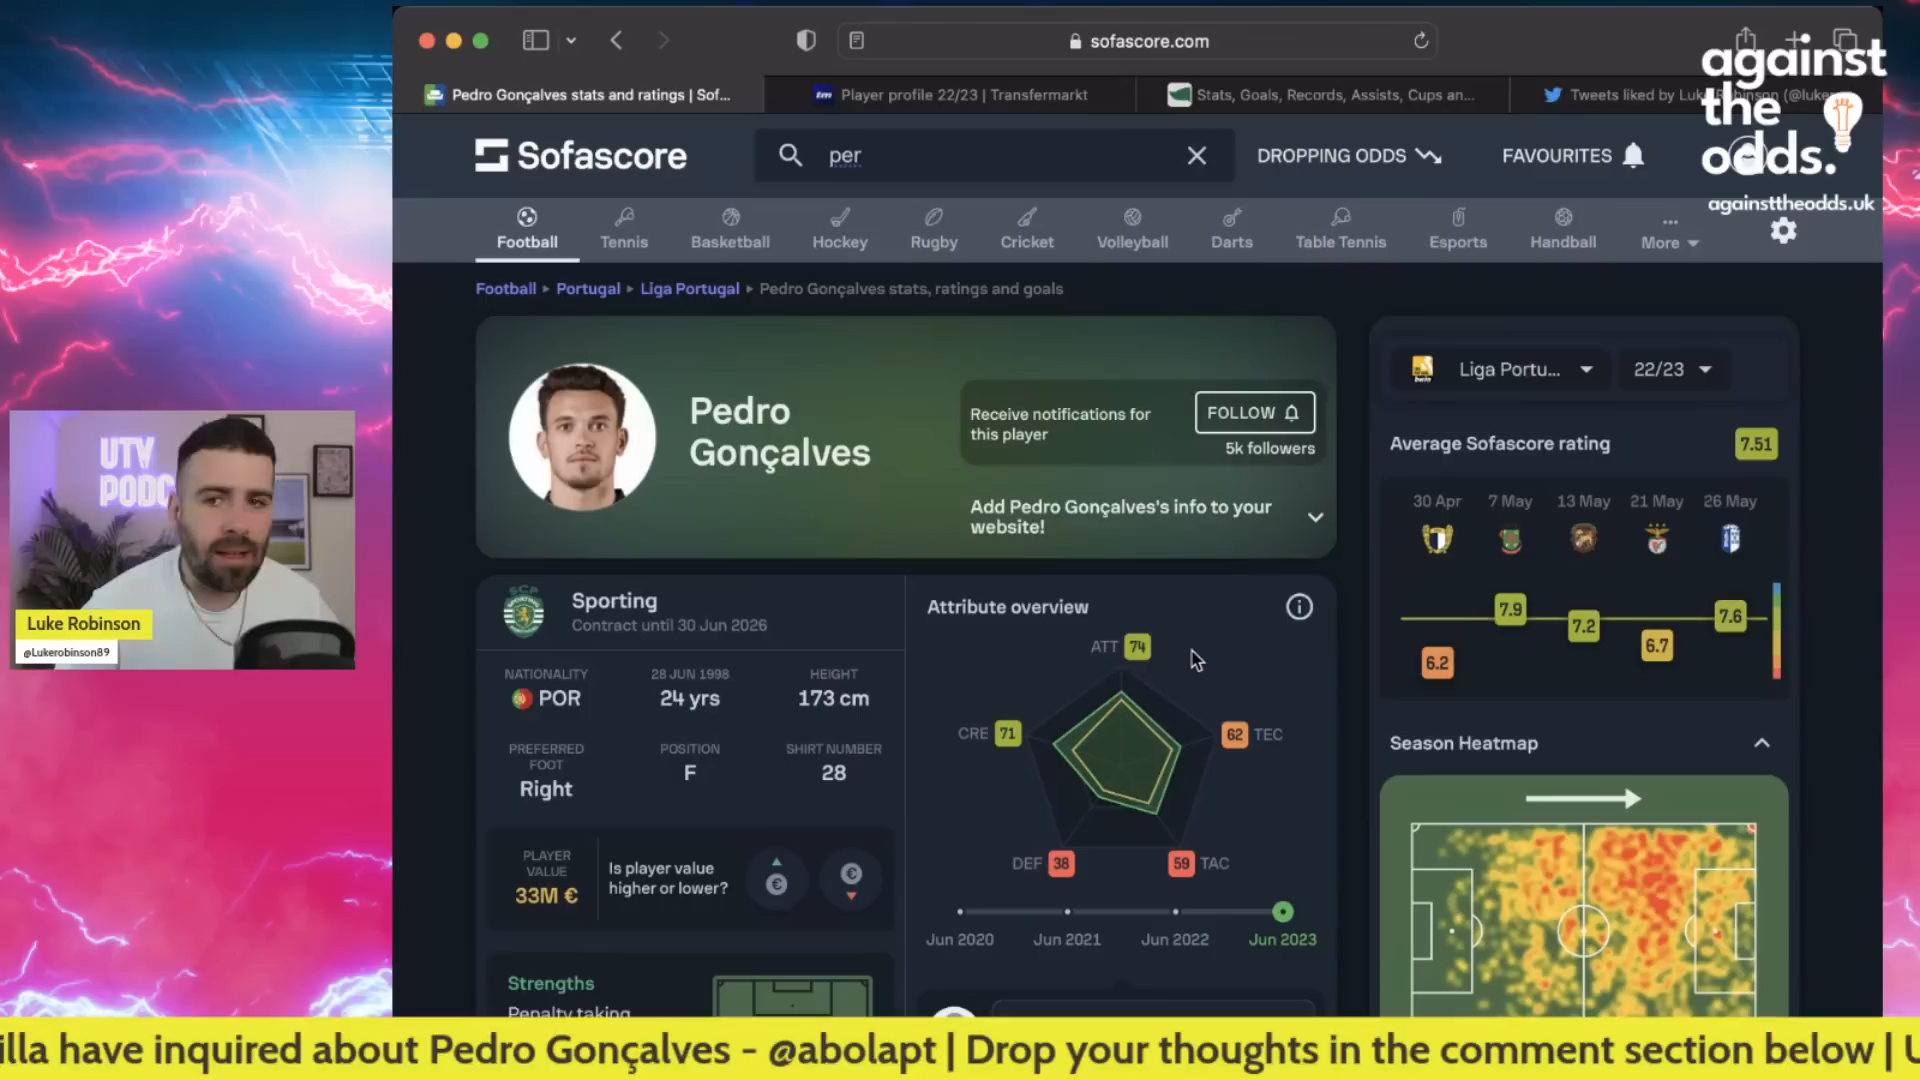 sofascore.com
Pedro Gonçalves stats and ratings | Sof...
tm Player profile 22/23 | Transfermarkt
Stats, Goals, Records, Assists, Cups an...
Tweets liked by Luke Robinson (@luke
against
the
odds.
againsttheodds.uk
Sofascore
per
DROPPING ODDS
FAVOURITES
Football
Tennis
Basketball
Hockey
Rugby
Cricket
Volleyball
Darts
Table Tennis
Esports
Handball
More
Football Portugal Liga Portugal Pedro Gonçalves stats, ratings and goals
Pedro
Gonçalves
Receive notifications for
this player
FOLLOW
5k followers
Add Pedro Gonçalves's info to your
website!
Liga Portu...
22/23
Average Sofascore rating
7.51
30 Apr 7 May 13 May 21 May 26 May
6.2 7.9 7.2 6.7 7.6
Season Heatmap
SCP
SPORTING
Sporting
Contract until 30 Jun 2026
NATIONALITY
POR
28 JUN 1998
24 yrs
HEIGHT
173 cm
PREFERRED
FOOT
Right
POSITION
F
SHIRT NUMBER
28
PLAYER
VALUE
33M €
Is player value
higher or lower?
€
€
Strengths
Penalty taking
Attribute overview
ATT 74
CRE 71
62 TEC
DEF 38
59 TAC
Jun 2020 Jun 2021 Jun 2022 Jun 2023
UTV
PODC
Luke Robinson
@Lukerobinson89
illa have inquired about Pedro Gonçalves - @abolapt | Drop your thoughts in the comment section below | U